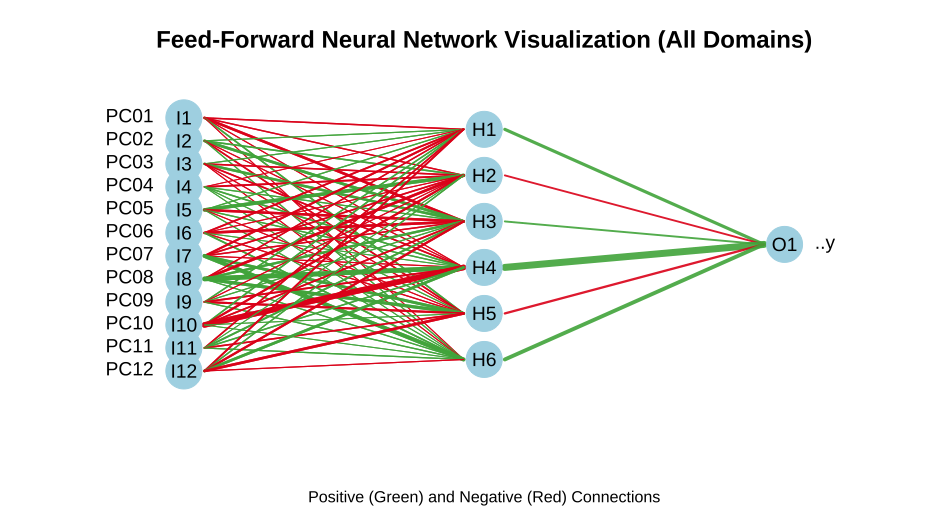 Feed-Forward Neural Network Visualization (All Domains)
PC01 I1
PC02 I2
PC03 I3
PC04 I4
PC05 I5
PC06 I6
PC07 I7
PC08 I8
PC09 I9
PC10 I10
PC11 I11
PC12 I12
H1
H2
H3
H4
H5
H6
O1 ..y
Positive (Green) and Negative (Red) Connections